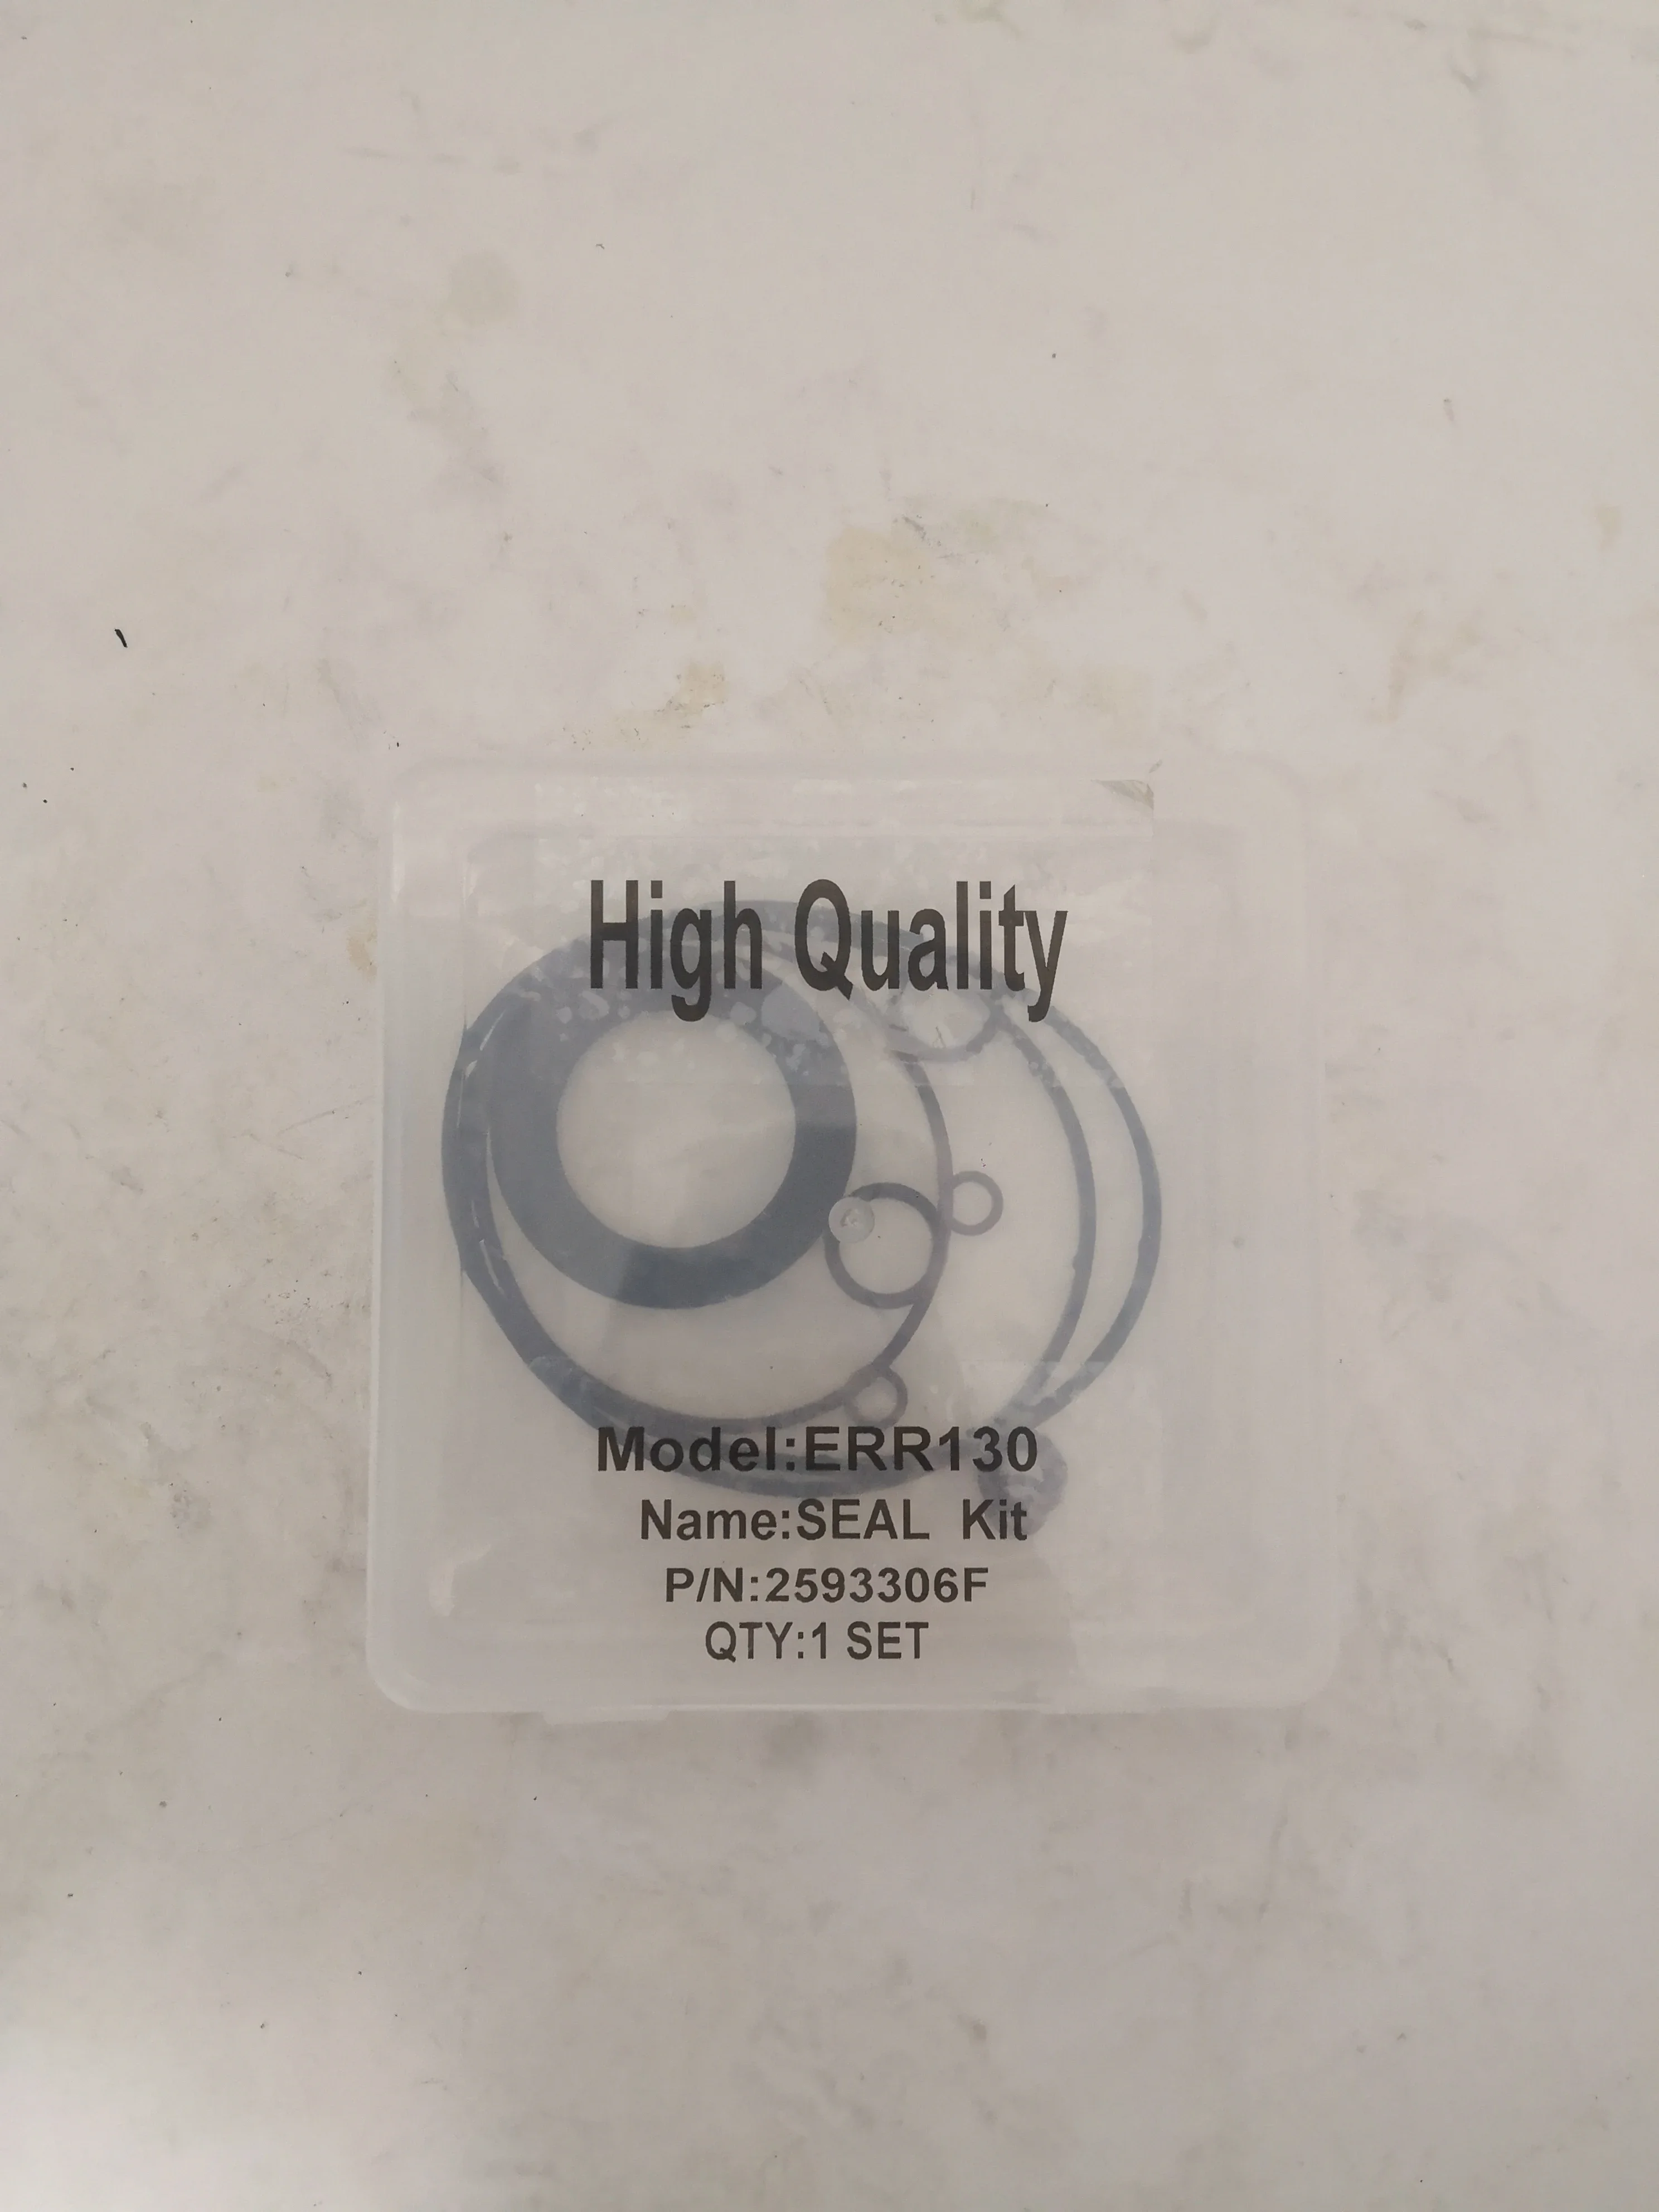 High Quality
Model:ERR130
Name:SEAL Kit
P/N:2593306F
QTY:1 SET